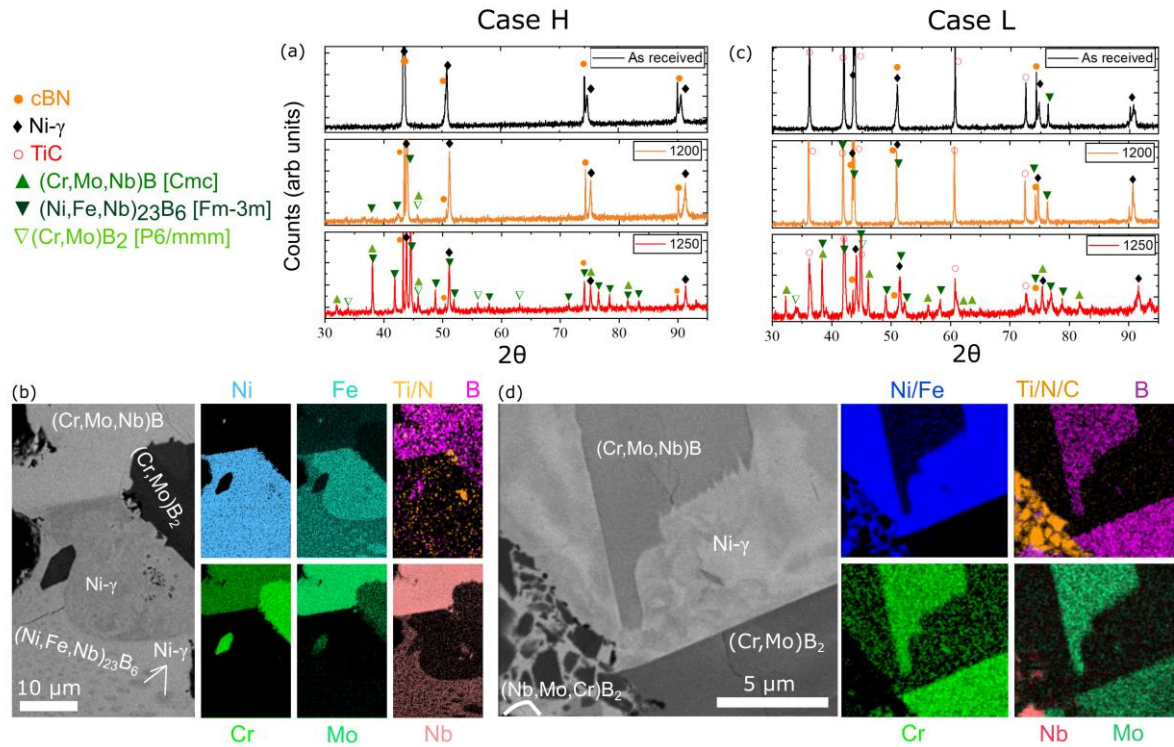 Case H
Case L
● cBN
♦ Ni-γ
○ TiC
▲ (Cr,Mo,Nb)B [Cmc]
▼ (Ni,Fe,Nb)₂₃B₆ [Fm-3m]
▽ (Cr,Mo)B₂ [P6/mmm]
Counts (arb units)
(a)
As received
1200
1250
30 40 50 60 70 80 90
2θ
(c)
As received
1200
1250
30 40 50 60 70 80 90
2θ
(b)
(Cr,Mo,Nb)B
(Cr,Mo)B₂
Ni-γ
(Ni,Fe,Nb)₂₃B₆
Ni-γ
10 μm
Ni
Fe
Ti/N
B
Cr
Mo
Nb
(d)
(Cr,Mo,Nb)B
Ni-γ
(Cr,Mo)B₂
(Nb,Mo,Cr)B₂
5 μm
Ni/Fe
Ti/N/C
B
Cr
Nb
Mo